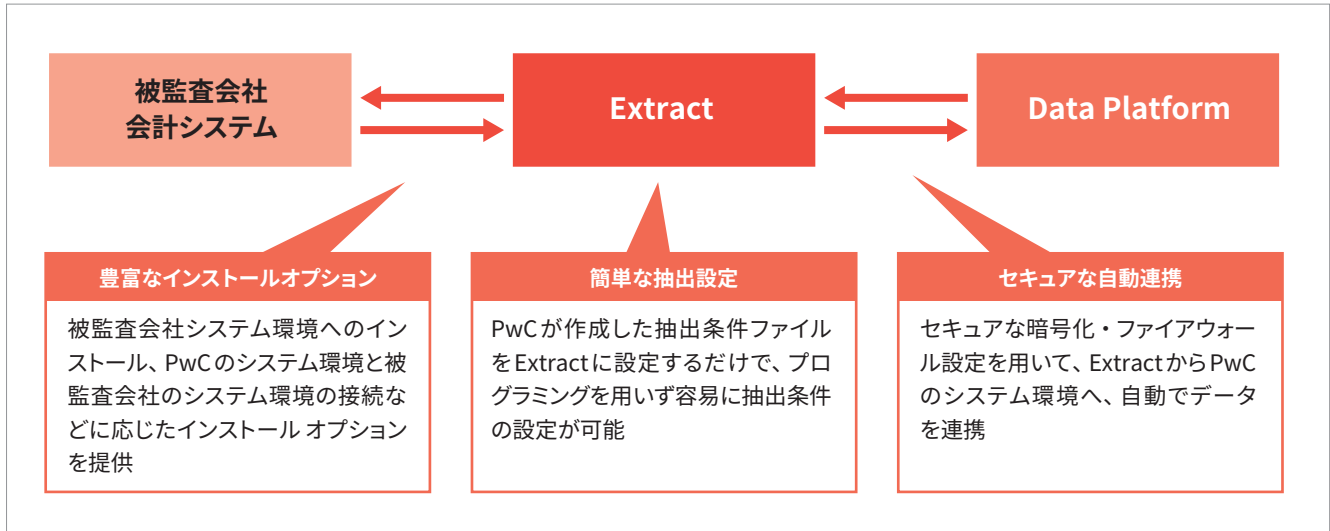 被監査会社
会計システム
Extract
Data Platform
豊富なインストールオプション
被監査会社システム環境へのイン
ストール、PwCのシステム環境と被
監査会社のシステム環境の接続な
どに応じたインストール オプション
を提供
簡単な抽出設定
PwCが作成した抽出条件ファイル
をExtractに設定するだけで、プロ
グラミングを用いず容易に抽出条件
の設定が可能
セキュアな自動連携
セキュアな暗号化・ファイアウォー
ル設定を用いて、ExtractからPwC
のシステム環境へ、自動でデータ
を連携